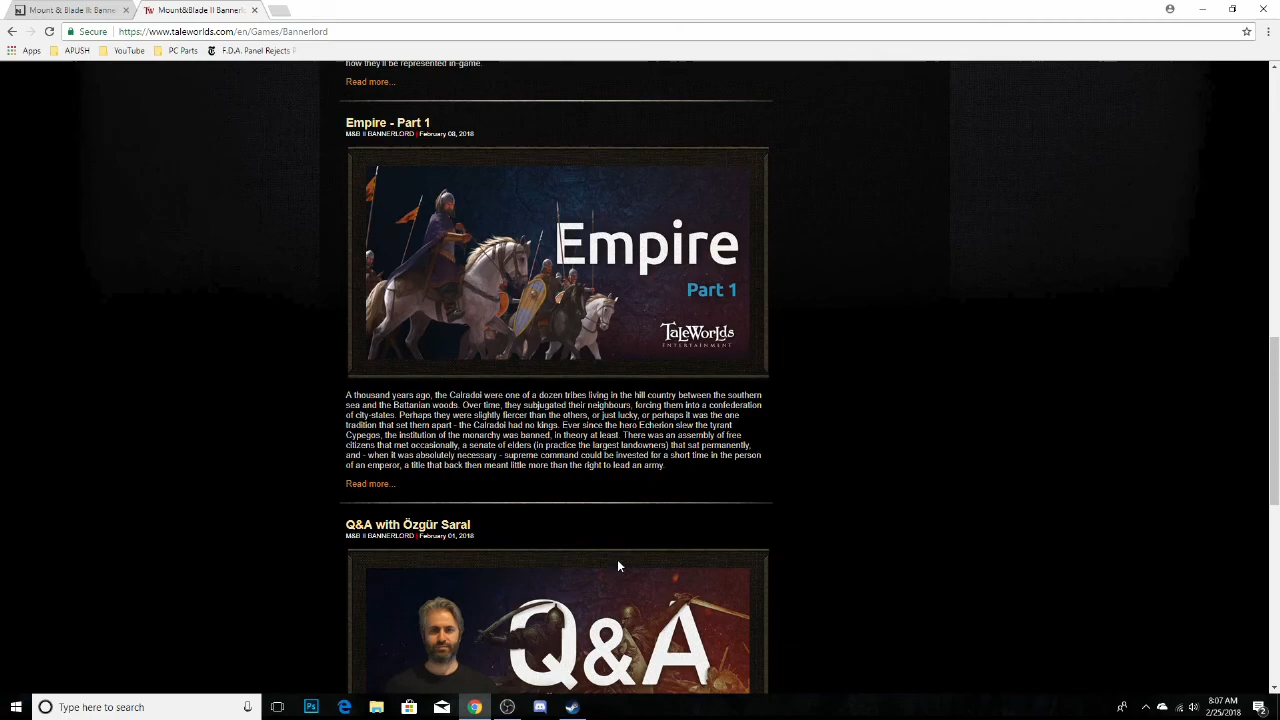 Mount & Blade II: Banne
Mount&Blade II Bannerl
Secure
https://www.taleworlds.com/en/Games/Bannerlord
Apps
APUSH
YouTube
PC Parts
F.D.A. Panel Rejects
how they'll be represented in-game.
Read more...
Empire - Part 1
M&B II BANNERLORD | February 08, 2018
Empire
Part 1
TaleWorlds
ENTERTAINMENT
A thousand years ago, the Calradoi were one of a dozen tribes living in the hill country between the southern
sea and the Battanian woods. Over time, they subjugated their neighbours, forcing them into a confederation
of city-states. Perhaps they were slightly fiercer than the others, or just lucky, or perhaps it was the one
tradition that set them apart - the Calradoi had no kings. Ever since the hero Echerion slew the tyrant
Cypegos, the institution of the monarchy was banned, in theory at least. There was an assembly of free
citizens that met occasionally, a senate of elders (in practice the largest landowners) that sat permanently,
and - when it was absolutely necessary - supreme command could be invested for a short time in the person
of an emperor, a title that back then meant little more than the right to lead an army.
Read more...
Q&A with Özgür Saral
M&B II BANNERLORD | February 01, 2018
Q&A
Type here to search
Ps
8:07 AM
2/25/2018
2